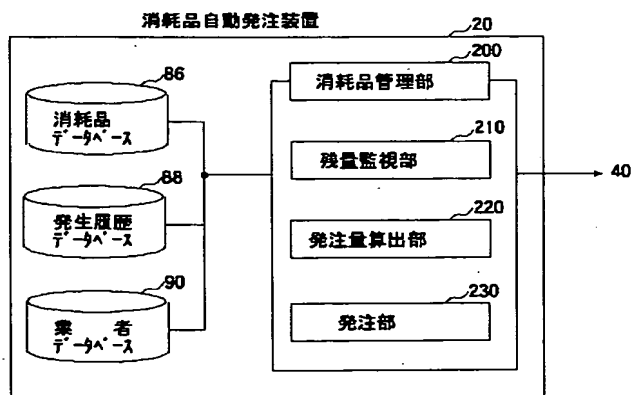 消耗品自動発注装置
20
86
消耗品
データベース
88
発生履歴
データベース
90
業者
データベース
200
消耗品管理部
210
残量監視部
220
発注量算出部
230
発注部
40